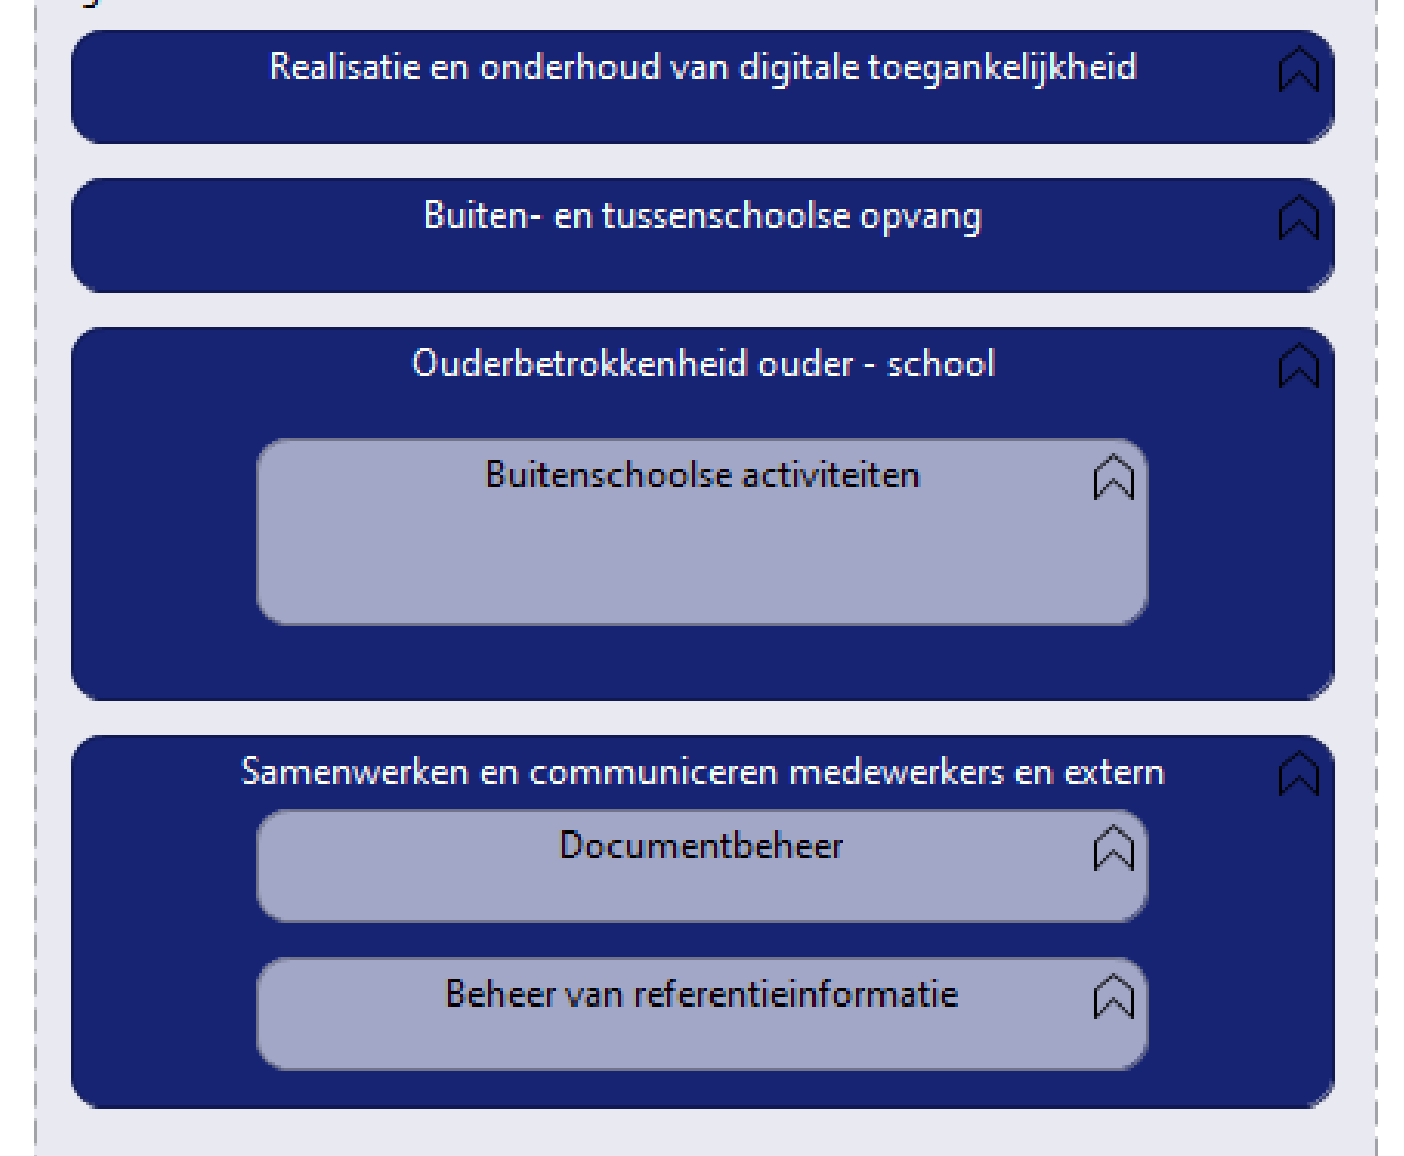 Realisatie en onderhoud van digitale toegankelijkheid
Buiten- en tussenschoolse opvang
Ouderbetrokkenheid ouder - school
Buitenschoolse activiteiten
Samenwerken en communiceren medewerkers en extern
Documentbeheer
Beheer van referentieinformatie